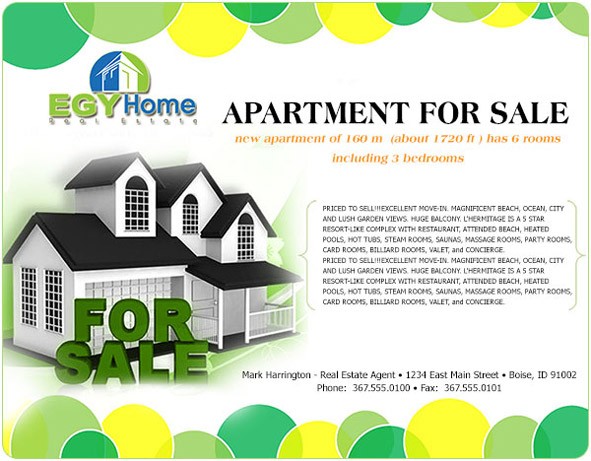 EGYHome
Real Estate
APARTMENT FOR SALE
new apartment of 160 m (about 1720 ft ) has 6 rooms
including 3 bedrooms
PRICED TO SELL!!!EXCELLENT MOVE-IN. MAGNIFICENT BEACH, OCEAN, CITY
AND LUSH GARDEN VIEWS. HUGE BALCONY. L'HERMITAGE IS A 5 STAR
RESORT-LIKE COMPLEX WITH RESTAURANT, ATTENDED BEACH, HEATED
POOLS, HOT TUBS, STEAM ROOMS, SAUNAS, MASSAGE ROOMS, PARTY ROOMS,
CARD ROOMS, BILLIARD ROOMS, VALET, and CONCIERGE.
PRICED TO SELL!!!EXCELLENT MOVE-IN. MAGNIFICENT BEACH, OCEAN, CITY
AND LUSH GARDEN VIEWS. HUGE BALCONY. L'HERMITAGE IS A 5 STAR
RESORT-LIKE COMPLEX WITH RESTAURANT, ATTENDED BEACH, HEATED
POOLS, HOT TUBS, STEAM ROOMS, SAUNAS, MASSAGE ROOMS, PARTY ROOMS,
CARD ROOMS, BILLIARD ROOMS, VALET, and CONCIERGE.
FOR
SALE
Mark Harrington - Real Estate Agent • 1234 East Main Street • Boise, ID 91002
Phone: 367.555.0100 • Fax: 367.555.0101